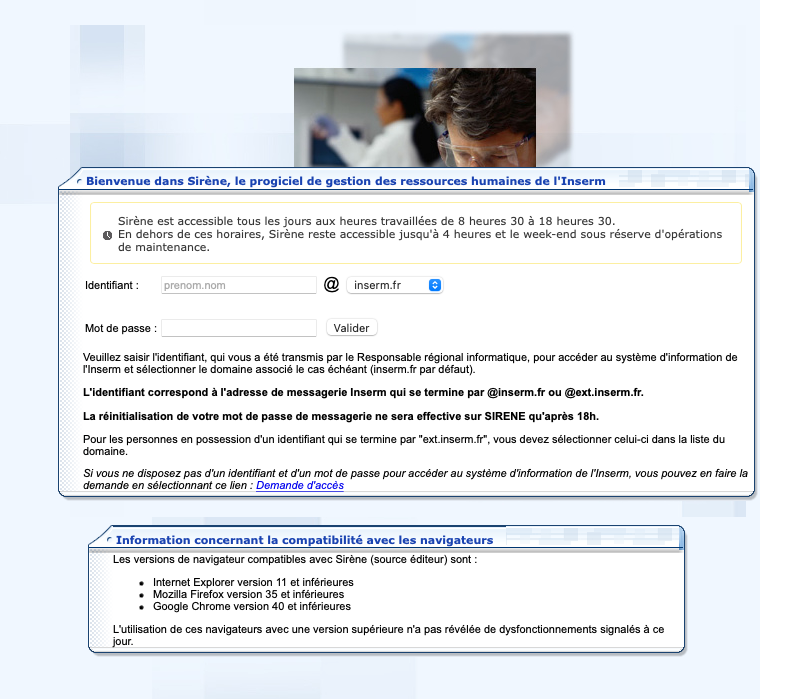 Bienvenue dans Sirène, le progiciel de gestion des ressources humaines de l'Inserm
Sirène est accessible tous les jours aux heures travaillées de 8 heures 30 à 18 heures 30.
En dehors de ces horaires, Sirène reste accessible jusqu'à 4 heures et le week-end sous réserve d'opérations
de maintenance.
Identifiant : prenom.nom @ inserm.fr
Mot de passe : Valider
Veuillez saisir l'identifiant, qui vous a été transmis par le Responsable régional informatique, pour accéder au système d'information de
l'Inserm et sélectionner le domaine associé le cas échéant (inserm.fr par défaut).
L'identifiant correspond à l'adresse de messagerie Inserm qui se termine par @inserm.fr ou @ext.inserm.fr.
La réinitialisation de votre mot de passe de messagerie ne sera effective sur SIRENE qu'après 18h.
Pour les personnes en possession d'un identifiant qui se termine par "ext.inserm.fr", vous devez sélectionner celui-ci dans la liste du
domaine.
Si vous ne disposez pas d'un identifiant et d'un mot de passe pour accéder au système d'information de l'Inserm, vous pouvez en faire la
demande en sélectionnant ce lien : Demande d'accès
Information concernant la compatibilité avec les navigateurs
Les versions de navigateur compatibles avec Sirène (source éditeur) sont :
• Internet Explorer version 11 et inférieures
• Mozilla Firefox version 35 et inférieures
• Google Chrome version 40 et inférieures
L'utilisation de ces navigateurs avec une version supérieure n'a pas révélée de dysfonctionnements signalés à ce
jour.